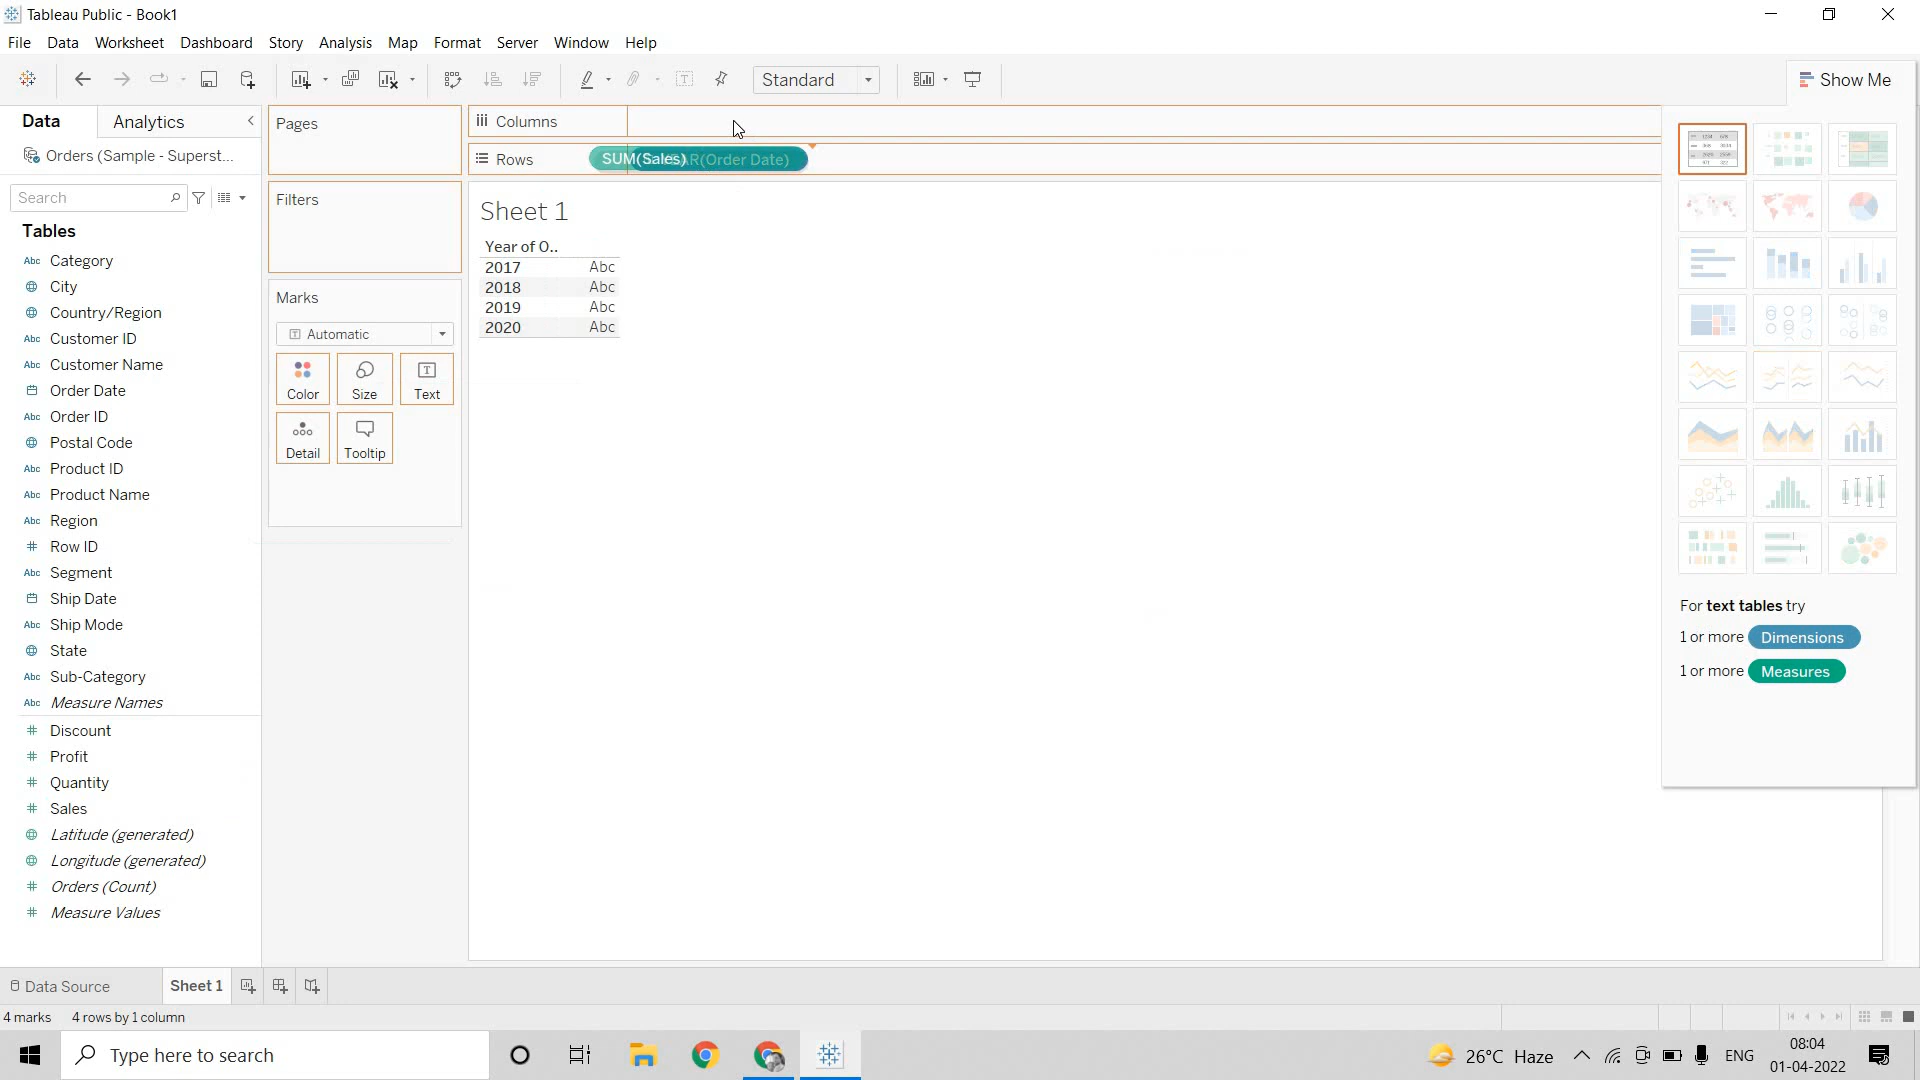 Tableau Public - Book1
File Data Worksheet Dashboard Story Analysis Map Format Server Window Help
Standard
Show Me
Data Analytics
Orders (Sample - Superst...
Search
Tables
Category
City
Country/Region
Customer ID
Customer Name
Order Date
Order ID
Postal Code
Product ID
Product Name
Region
Row ID
Segment
Ship Date
Ship Mode
State
Sub-Category
Measure Names
Discount
Profit
Quantity
Sales
Latitude (generated)
Longitude (generated)
Orders (Count)
Measure Values
Pages
Filters
Marks
Automatic
Color Size Text
Detail Tooltip
Columns
Rows SUM(Sales) AR(Order Date)
Sheet 1
Year of O..
2017 Abc
2018 Abc
2019 Abc
2020 Abc
For text tables try
1 or more Dimensions
1 or more Measures
Data Source Sheet 1
4 marks 4 rows by 1 column
Type here to search
26°C Haze ENG
08:04
01-04-2022